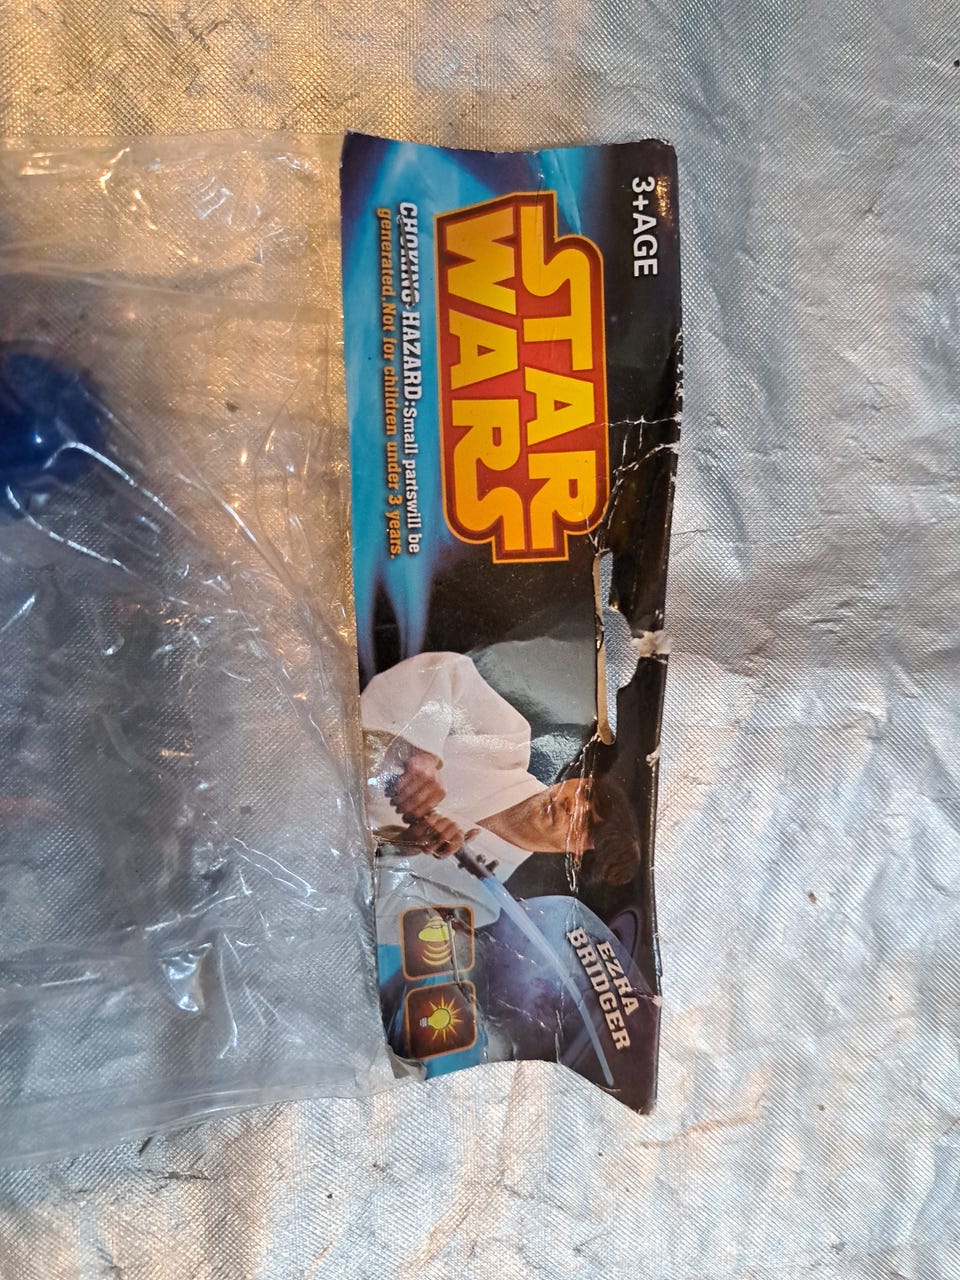 3+AGE
STAR
WARS
CHOKING HAZARD:Small partswill be
generated.Not for children under 3 years.
EZRA
BRIDGER